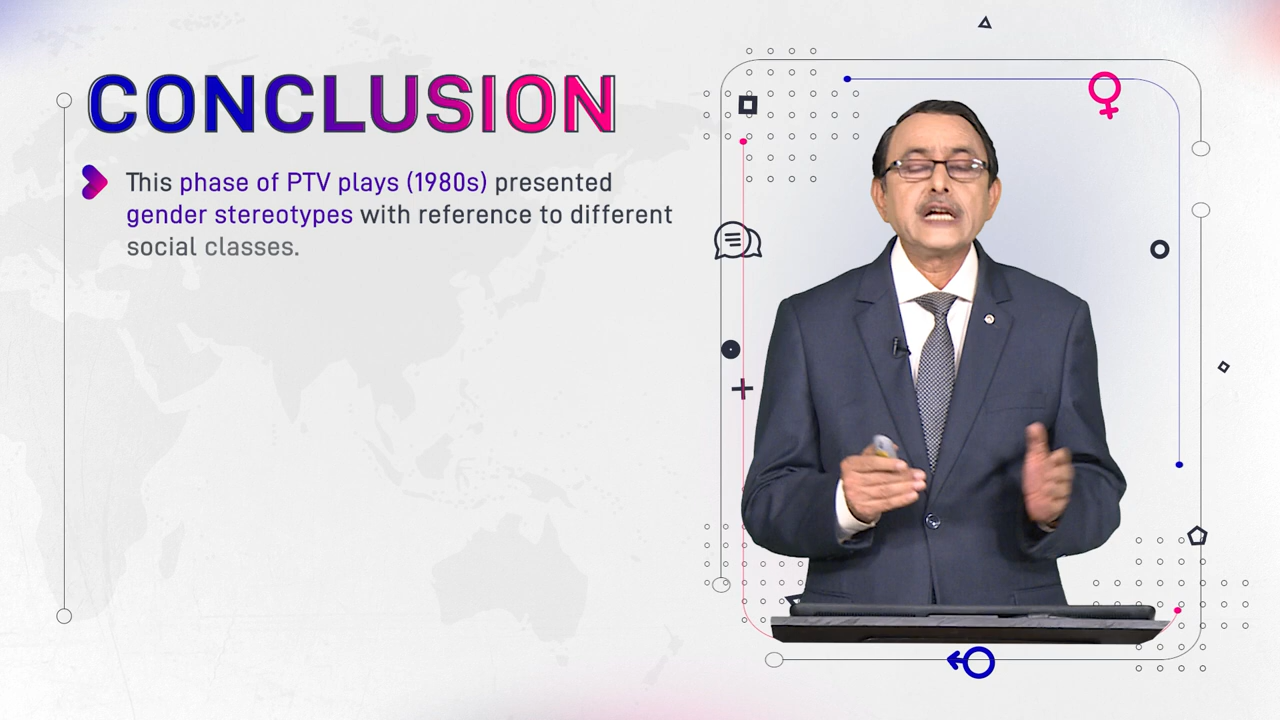 CONCLUSION
This phase of PTV plays (1980s) presented
gender stereotypes with reference to different
social classes.